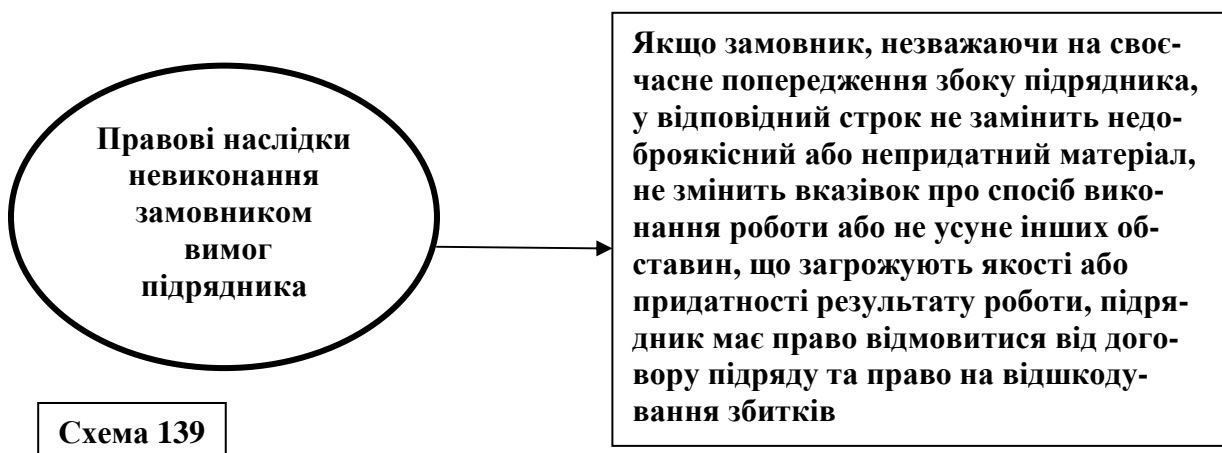 Правові наслідки
невиконання
замовником
вимог
підрядника
Якщо замовник, незважаючи на своє-
часне попередження збоку підрядника,
у відповідний строк не замінить недо-
броякісний або непридатний матеріал,
не змінить вказівок про спосіб вико-
нання роботи або не усуне інших об-
ставин, що загрожують якості або
придатності результату роботи, підря-
дник має право відмовитися від дого-
вору підряду та право на відшкоду-
вання збитків
Схема 139